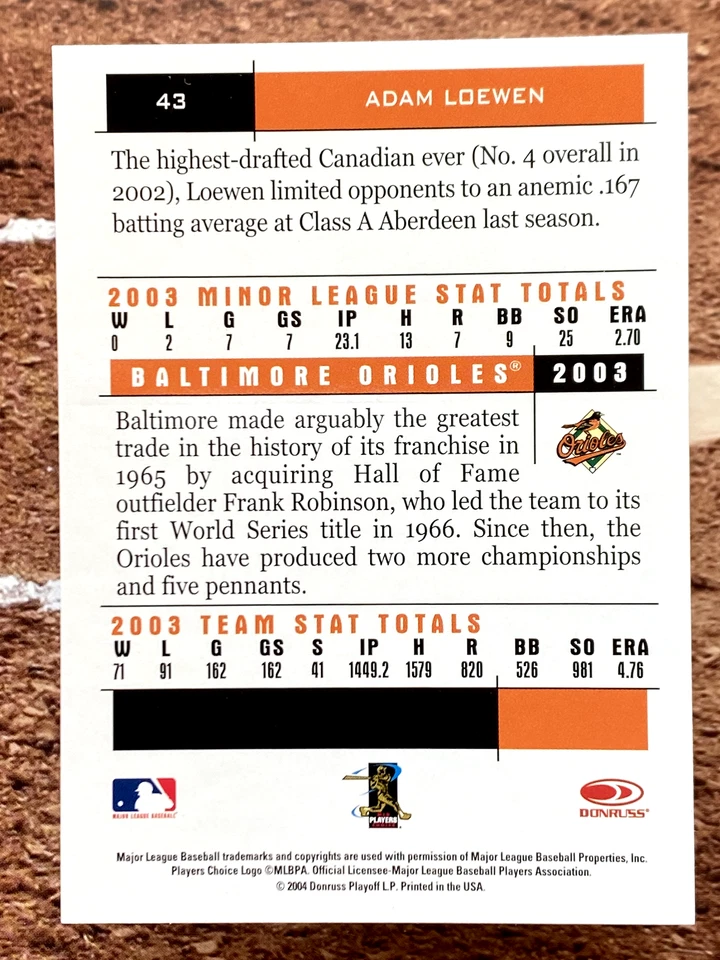 43 ADAM LOEWEN
The highest-drafted Canadian ever (No. 4 overall in
2002), Loewen limited opponents to an anemic .167
batting average at Class A Aberdeen last season.
2003 MINOR LEAGUE STAT TOTALS
W L G GS IP H R BB SO ERA
0 2 7 7 23.1 13 7 9 25 2.70
BALTIMORE ORIOLES® 2003
Baltimore made arguably the greatest
trade in the history of its franchise in
1965 by acquiring Hall of Fame
outfielder Frank Robinson, who led the team to its
first World Series title in 1966. Since then, the
Orioles have produced two more championships
and five pennants.
Orioles
2003 TEAM STAT TOTALS
W L G GS S IP H R BB SO ERA
71 91 162 162 41 1449.2 1579 820 526 981 4.76
MAJOR LEAGUE BASEBALL
PLAYERS
DONRUSS®
Major League Baseball trademarks and copyrights are used with permission of Major League Baseball Properties, Inc.
Players Choice Logo ©MLBPA. Official Licensee-Major League Baseball Players Association.
© 2004 Donruss Playoff L.P. Printed in the USA.